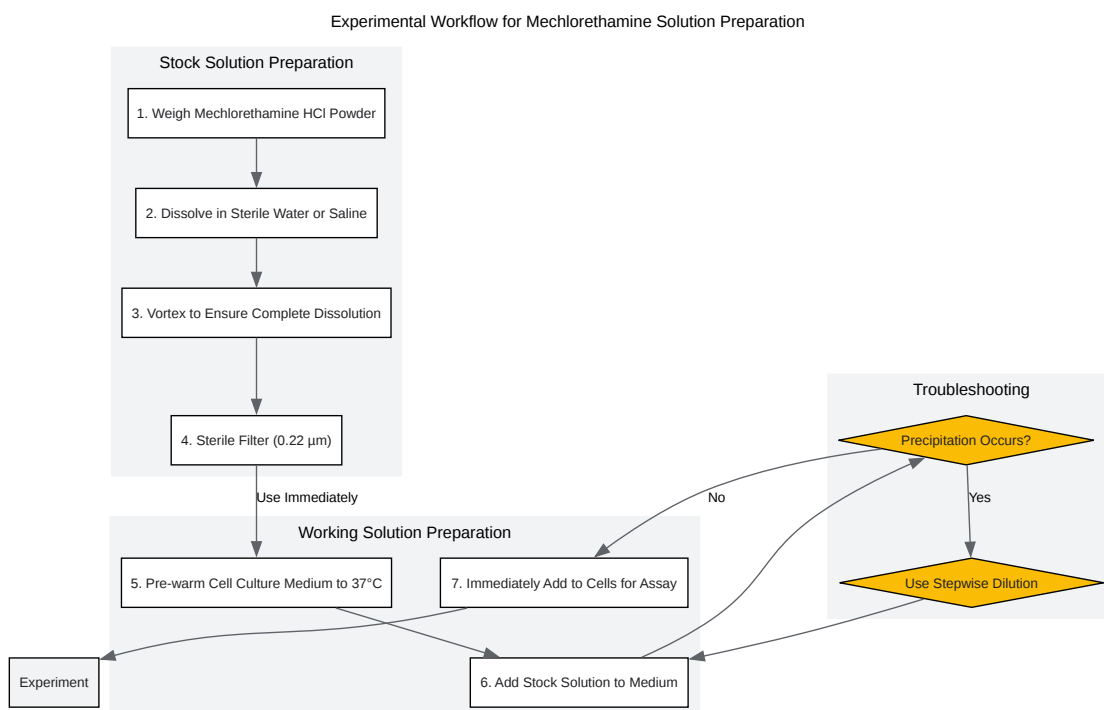 Experimental Workflow for Mechlorethamine Solution Preparation
Stock Solution Preparation
1. Weigh Mechlorethamine HCl Powder
2. Dissolve in Sterile Water or Saline
3. Vortex to Ensure Complete Dissolution
4. Sterile Filter (0.22 µm)
Use Immediately
Troubleshooting
Precipitation Occurs?
No
Yes
Use Stepwise Dilution
Working Solution Preparation
5. Pre-warm Cell Culture Medium to 37°C
7. Immediately Add to Cells for Assay
6. Add Stock Solution to Medium
Experiment